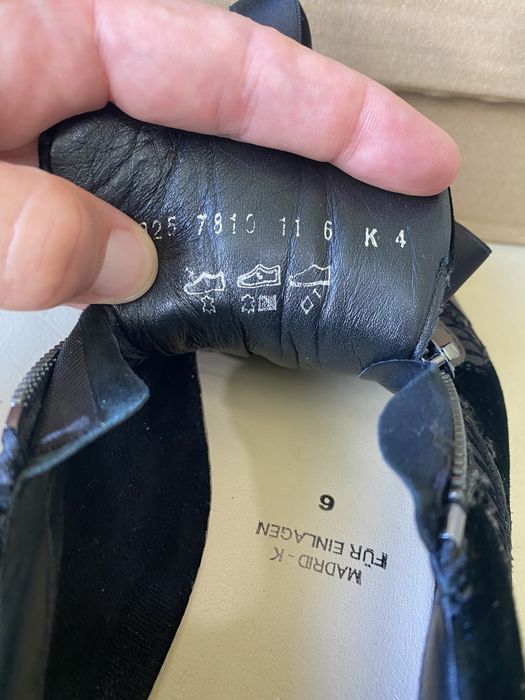 7810 11 6 K 4
6
MADRID - K
FÜR EINLAGEN